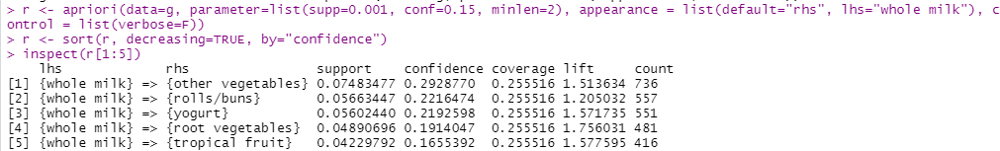 > r <- apriori(data=g, parameter=list(supp=0.001, conf=0.15, minlen=2), appearance = list(default="rhs", lhs="whole milk"), c
ontrol = list(verbose=F))
> r <- sort(r, decreasing=TRUE, by="confidence")
> inspect(r[1:5])
lhs rhs support confidence coverage lift count
[1] {whole milk} => {other vegetables} 0.07483477 0.2928770 0.255516 1.513634 736
[2] {whole milk} => {rolls/buns} 0.05663447 0.2216474 0.255516 1.205032 557
[3] {whole milk} => {yogurt} 0.05602440 0.2192598 0.255516 1.571735 551
[4] {whole milk} => {root vegetables} 0.04890696 0.1914047 0.255516 1.756031 481
[5] {whole milk} => {tropical fruit} 0.04229792 0.1655392 0.255516 1.577595 416